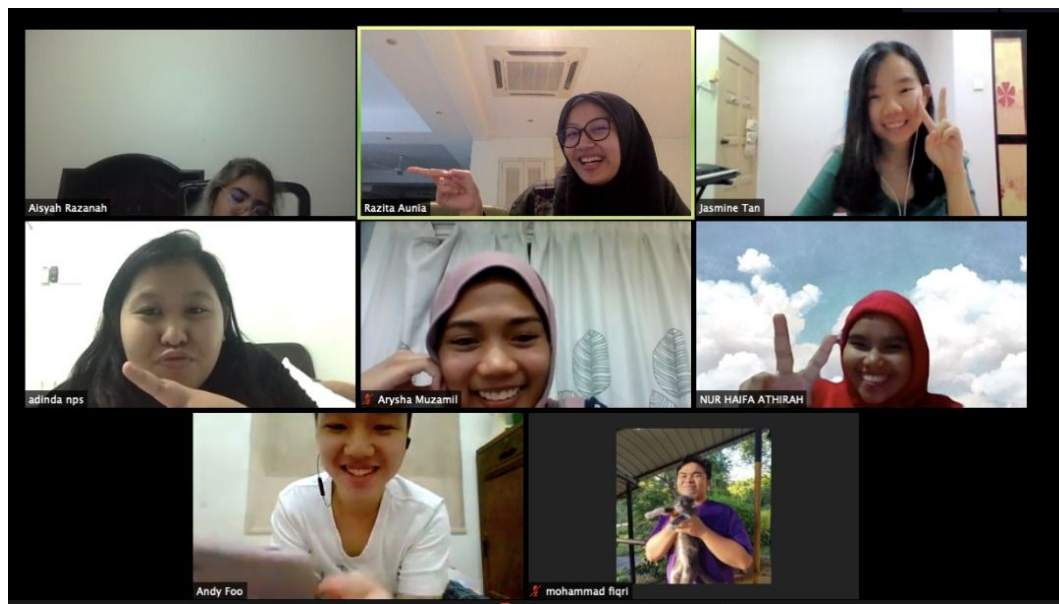 Aisyah Razanah
Razita Aunia
Jasmine Tan
adinda nps
Arysha Muzamil
NUR HAIFA ATHIRAH
Andy Foo
mohammad fiqri